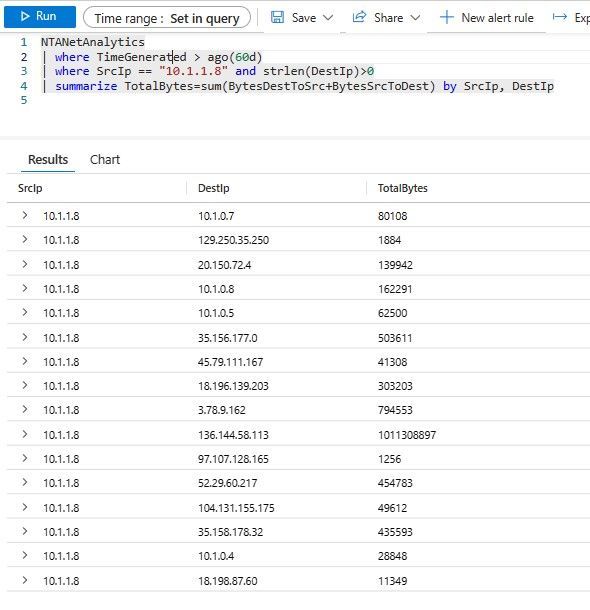 Run Time range : Set in query Save Share New alert rule Exp
1 NTANetAnalytics
2 | where TimeGenerated > ago(60d)
3 | where SrcIp == "10.1.1.8" and strlen(DestIp)>0
4 | summarize TotalBytes=sum(BytesDestToSrc+BytesSrcToDest) by SrcIp, DestIp
5
Results Chart
SrcIp DestIp TotalBytes
10.1.1.8 10.1.0.7 80108
10.1.1.8 129.250.35.250 1884
10.1.1.8 20.150.72.4 139942
10.1.1.8 10.1.0.8 162291
10.1.1.8 10.1.0.5 62500
10.1.1.8 35.156.177.0 503611
10.1.1.8 45.79.111.167 41308
10.1.1.8 18.196.139.203 303203
10.1.1.8 3.78.9.162 794553
10.1.1.8 136.144.58.113 1011308897
10.1.1.8 97.107.128.165 1256
10.1.1.8 52.29.60.217 454783
10.1.1.8 104.131.155.175 49612
10.1.1.8 35.158.178.32 435593
10.1.1.8 10.1.0.4 28848
10.1.1.8 18.198.87.60 11349